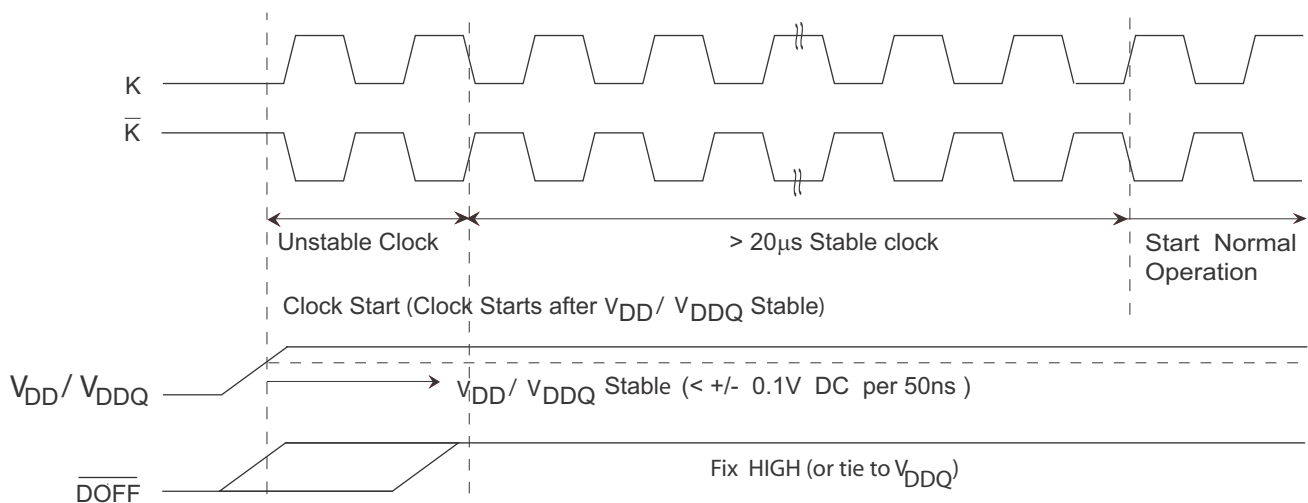 K
K̅
Unstable Clock
> 20μs Stable clock
Start Normal
Operation
Clock Start (Clock Starts after VDD/ VDDQ Stable)
VDD/ VDDQ
VDD/ VDDQ Stable (< +/- 0.1V DC per 50ns )
Fix HIGH (or tie to VDDQ)
D̅O̅F̅F̅